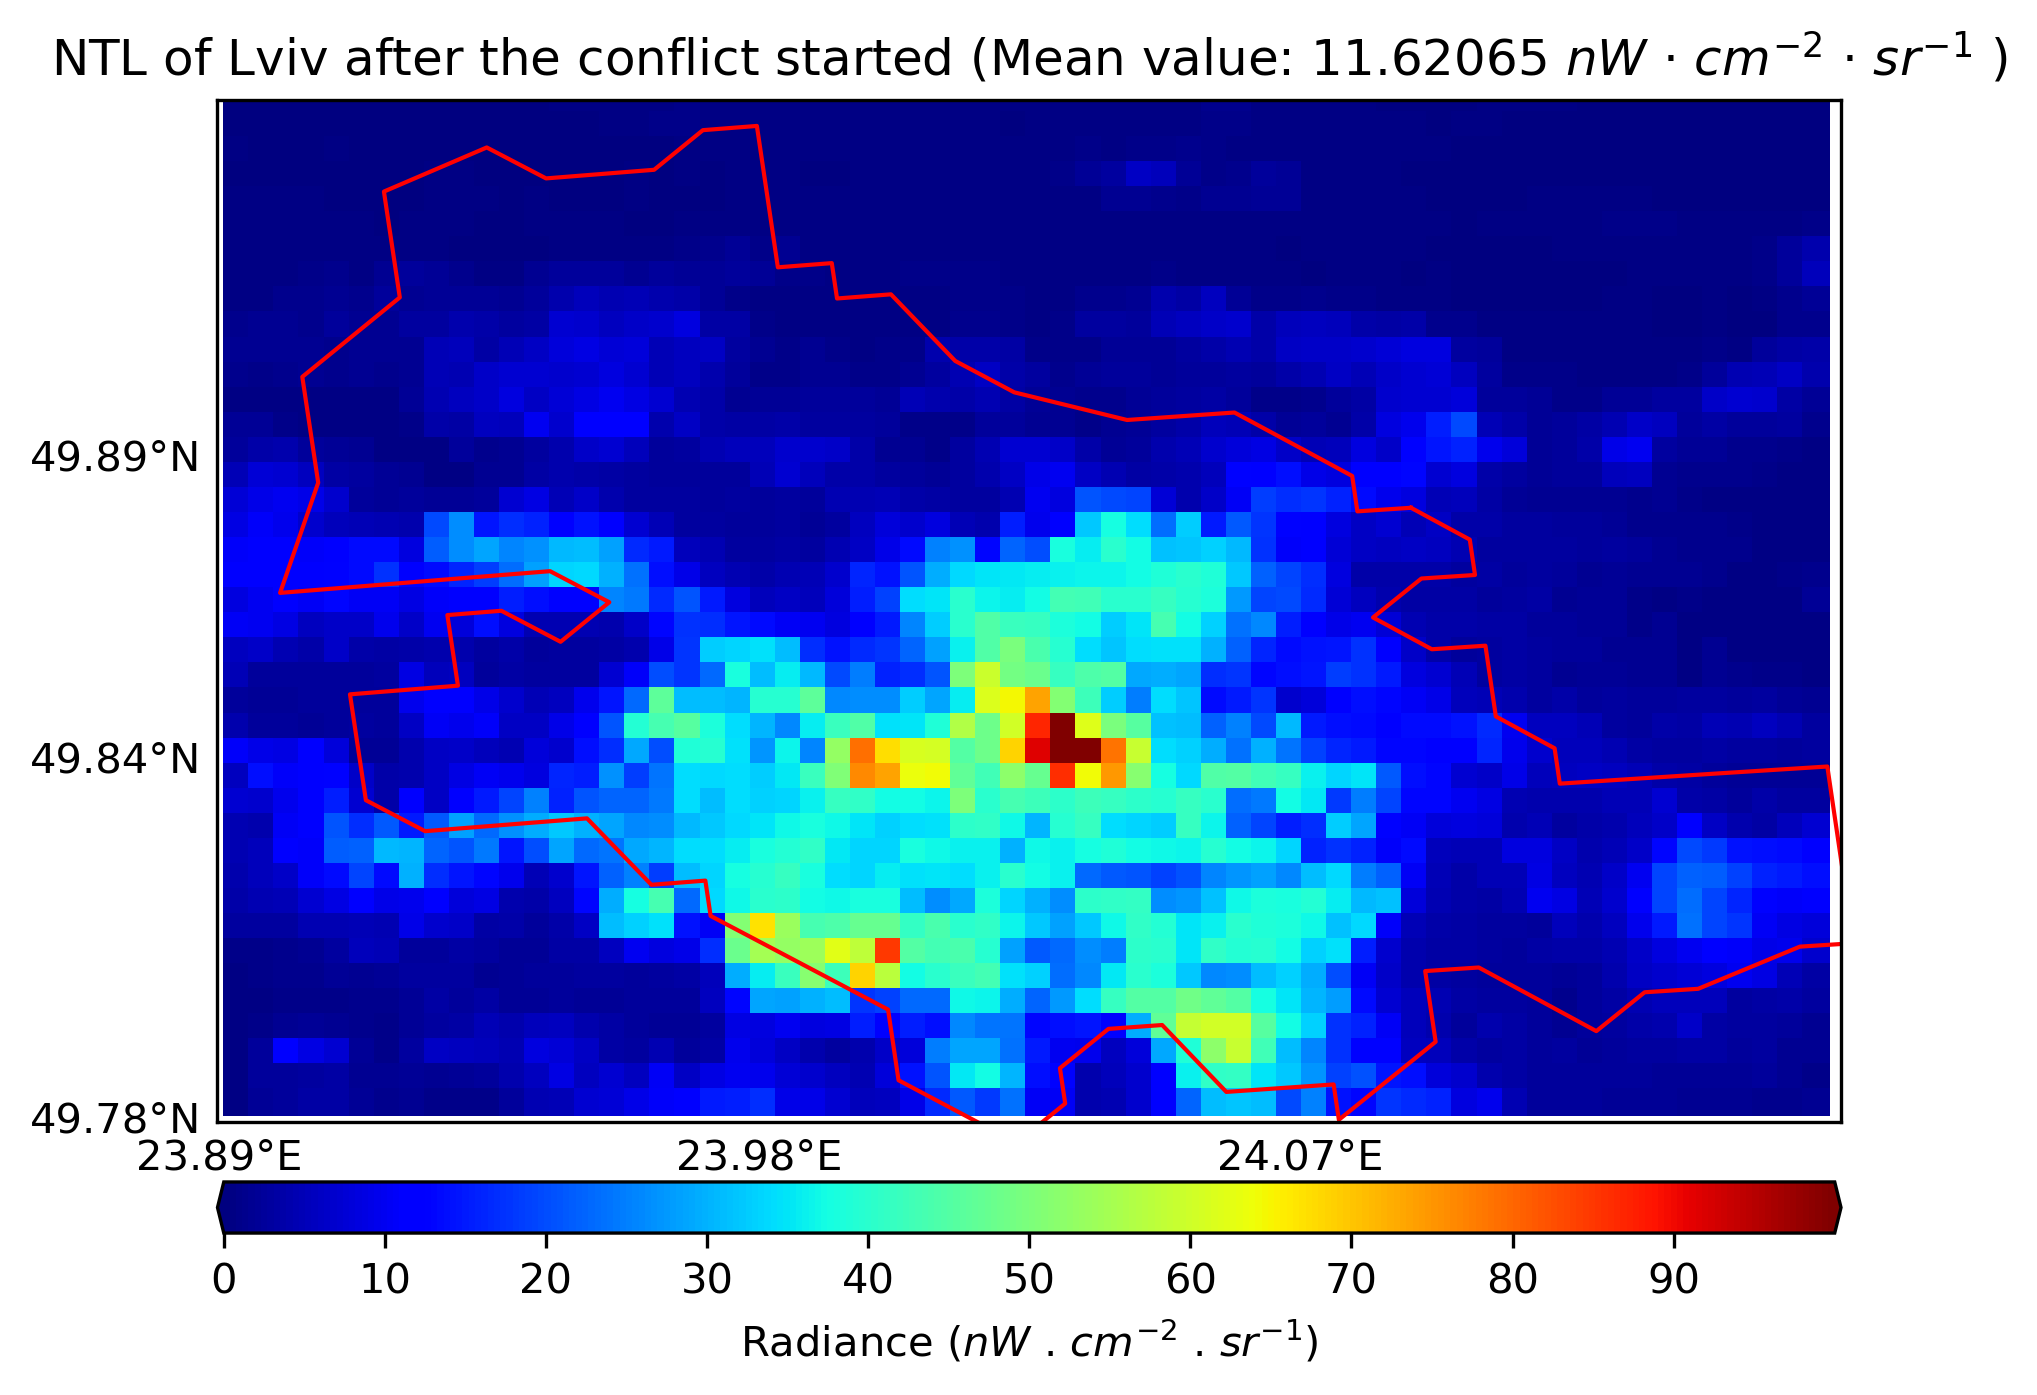 NTL of Lviv after the conflict started (Mean value: 11.62065 nW · cm⁻² · sr⁻¹ )
49.89°N
49.84°N
49.78°N
23.89°E 23.98°E 24.07°E
0 10 20 30 40 50 60 70 80 90
Radiance (nW . cm⁻² . sr⁻¹)